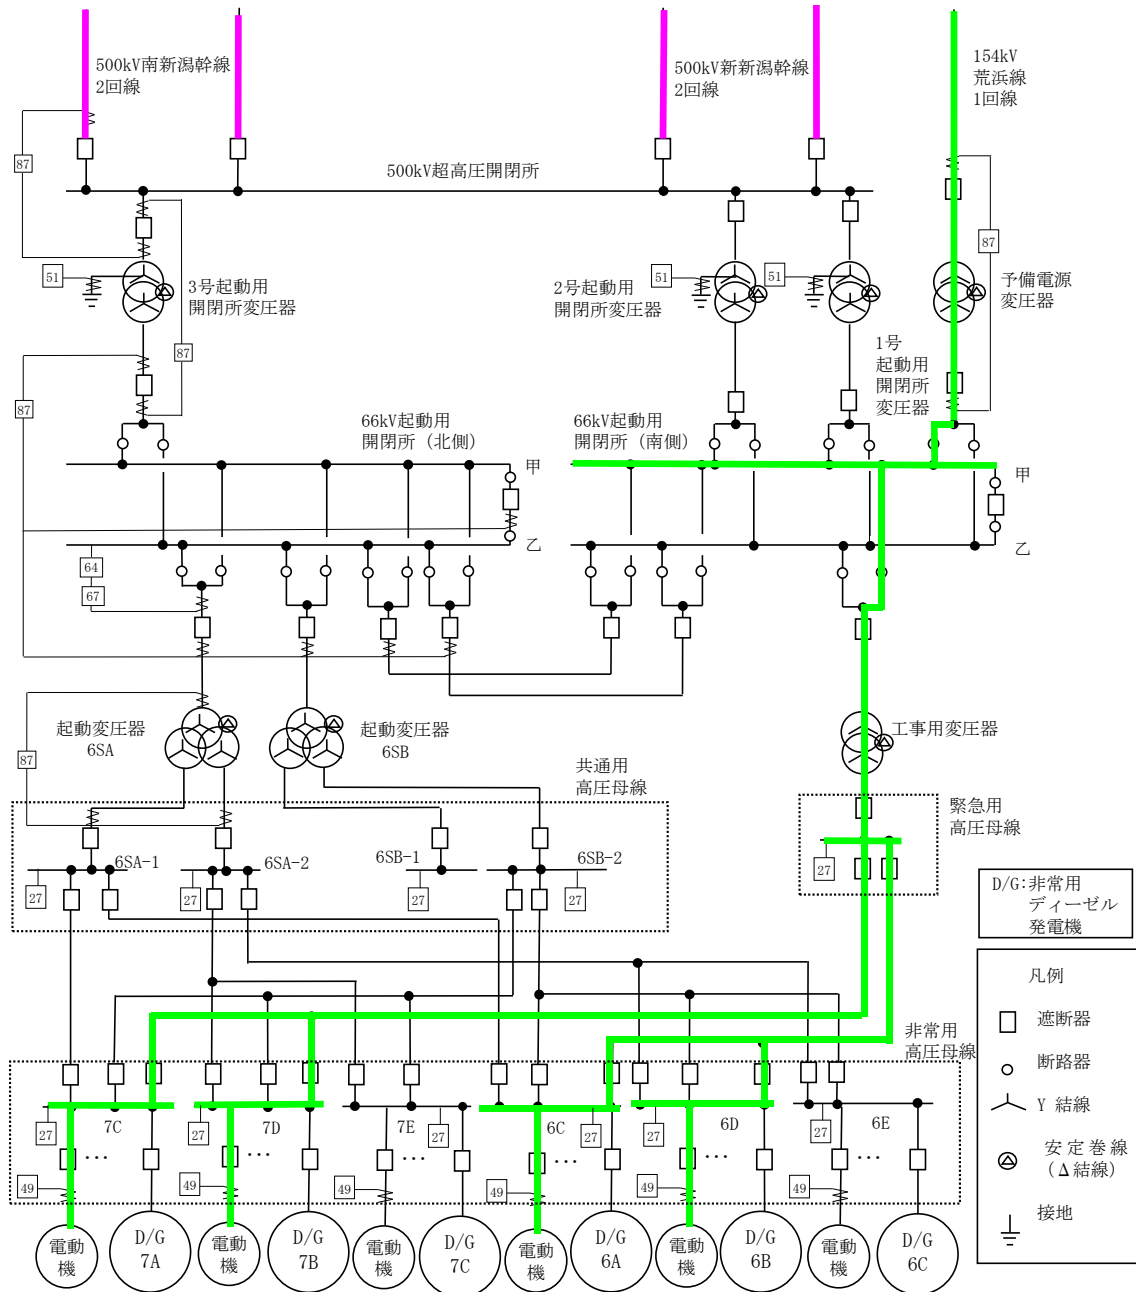 500kV南新潟幹線
2回線
500kV新新潟幹線
2回線
154kV
荒浜線
1回線
87
500kV超高圧開閉所
87
51
3号起動用
開閉所変圧器
2号起動用
開閉所変圧器
51
51
予備電源
変圧器
87
87
1号
起動用
開閉所
変圧器
66kV起動用
開閉所（北側）
66kV起動用
開閉所（南側）
甲
甲
乙
乙
64
67
起動変圧器
6SA
起動変圧器
6SB
工事用変圧器
87
共通用
高圧母線
緊急用
高圧母線
6SA-1
6SA-2
6SB-1
6SB-2
27
27
27
27
27
D/G:非常用
ディーゼル
発電機
凡例
遮断器
断路器
Y 結線
安定巻線
(Δ結線)
接地
非常用
高圧母線
7C
7D
7E
6C
6D
6E
27
27
27
27
27
27
･･･
･･･
･･･
･･･
･･･
･･･
49
49
49
49
49
49
電動
機
D/G
7A
電動
機
D/G
7B
電動
機
D/G
7C
電動
機
D/G
6A
電動
機
D/G
6B
電動
機
D/G
6C